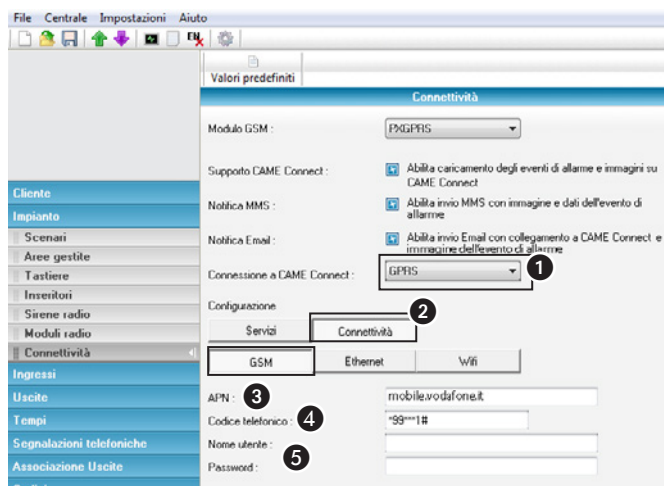 File Centrale Impostazioni Aiuto
Valori predefiniti
Connettività
Modulo GSM : PXGPRS
Supporto CAME Connect : Abilita caricamento degli eventi di allarme e immagini su
CAME Connect
Notifica MMS : Abilita invio MMS con immagine e dati dell'evento di
allarme
Notifica Email : Abilita invio Email con collegamento a CAME Connect e
immagine dell'evento di allarme
Connessione a CAME Connect : GPRS 1
Configurazione
2
Servizi Connettività
GSM Ethernet Wifi
APN : 3 mobile.vodafone.it
Codice telefonico : 4 *99***1#
Nome utente :
5
Password :
Cliente
Impianto
Scenari
Aree gestite
Tastiere
Inseritori
Sirene radio
Moduli radio
Connettività
Ingressi
Uscite
Tempi
Segnalazioni telefoniche
Associazione Uscite